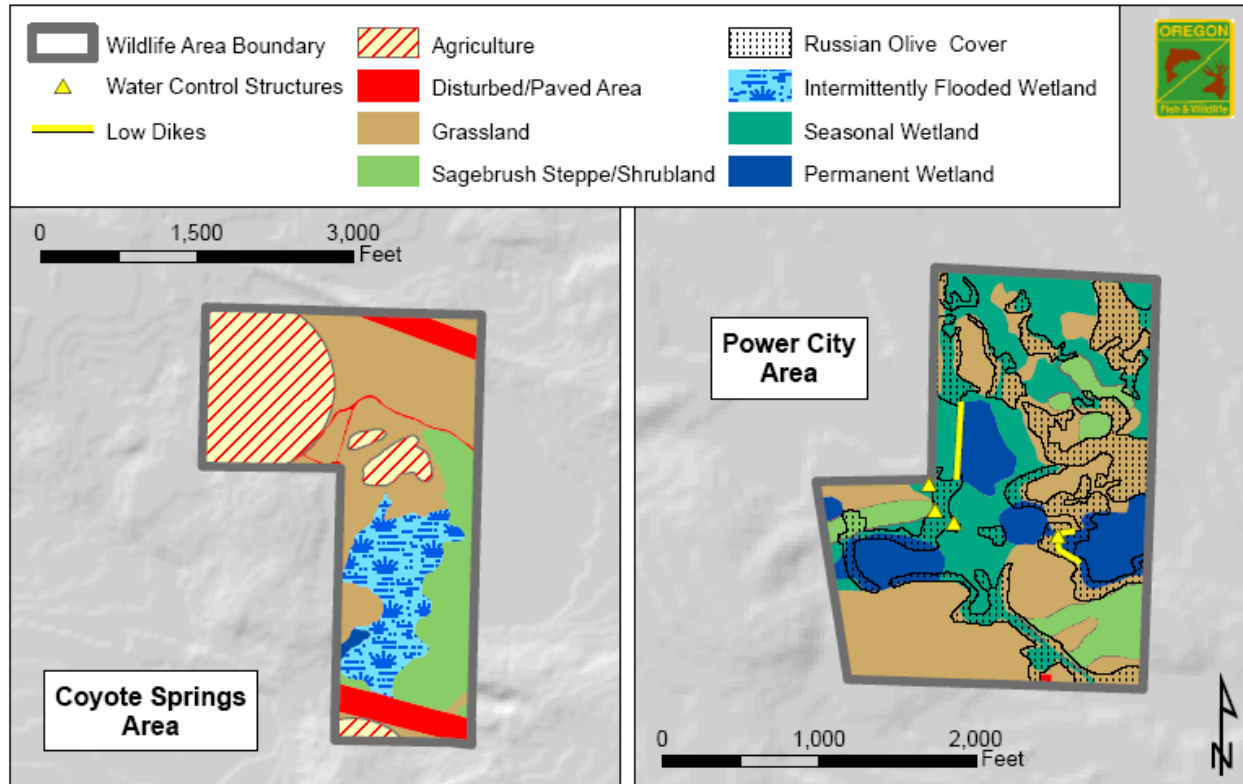 Wildlife Area Boundary
Water Control Structures
Low Dikes
Agriculture
Disturbed/Paved Area
Grassland
Sagebrush Steppe/Shrubland
Russian Olive Cover
Intermittently Flooded Wetland
Seasonal Wetland
Permanent Wetland
OREGON
Fish & Wildlife
0 1,500 3,000
Feet
Coyote Springs
Area
Power City
Area
0 1,000 2,000
Feet
N